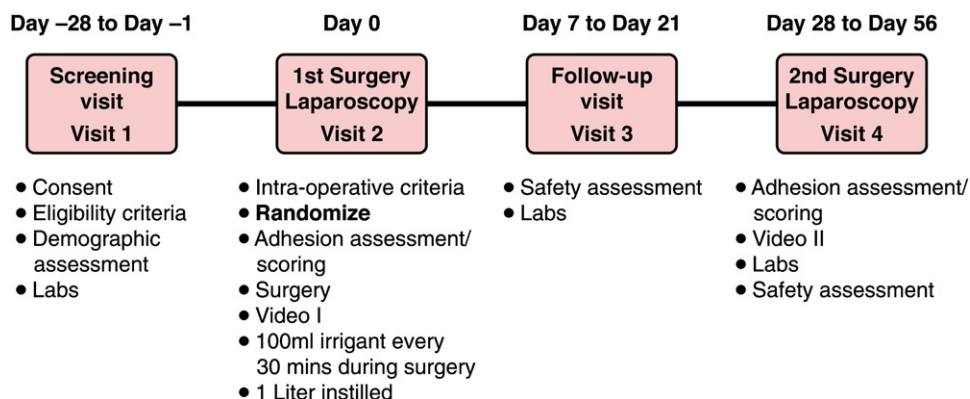 Day –28 to Day –1
Day 0
Day 7 to Day 21
Day 28 to Day 56
Screening
visit
Visit 1
1st Surgery
Laparoscopy
Visit 2
Follow-up
visit
Visit 3
2nd Surgery
Laparoscopy
Visit 4
● Consent
● Eligibility criteria
● Demographic
assessment
● Labs
● Intra-operative criteria
● Randomize
● Adhesion assessment/
scoring
● Surgery
● Video I
● 100ml irrigant every
30 mins during surgery
● 1 Liter instilled
● Safety assessment
● Labs
● Adhesion assessment/
scoring
● Video II
● Labs
● Safety assessment